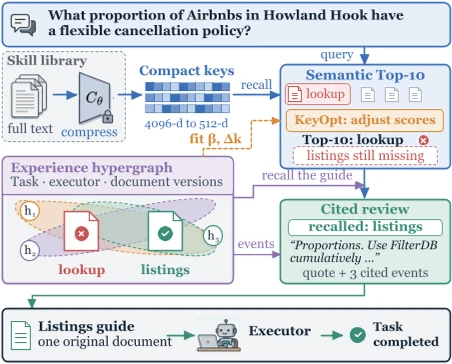 What proportion of Airbnbs in Howland Hook have
a flexible cancellation policy?
Skill library
full text
Cθ
compress
Compact keys
4096-d to 512-d
recall
query
Semantic Top-10
lookup
KeyOpt: adjust scores
Top-10: lookup
listings still missing
fit β, Δk
Experience hypergraph
Task · executor · document versions
h1
h2
h3
lookup
listings
recall the guide
events
Cited review
recalled: listings
“Proportions. Use FilterDB
cumulatively ...”
quote + 3 cited events
Listings guide
one original document
Executor
Task
completed